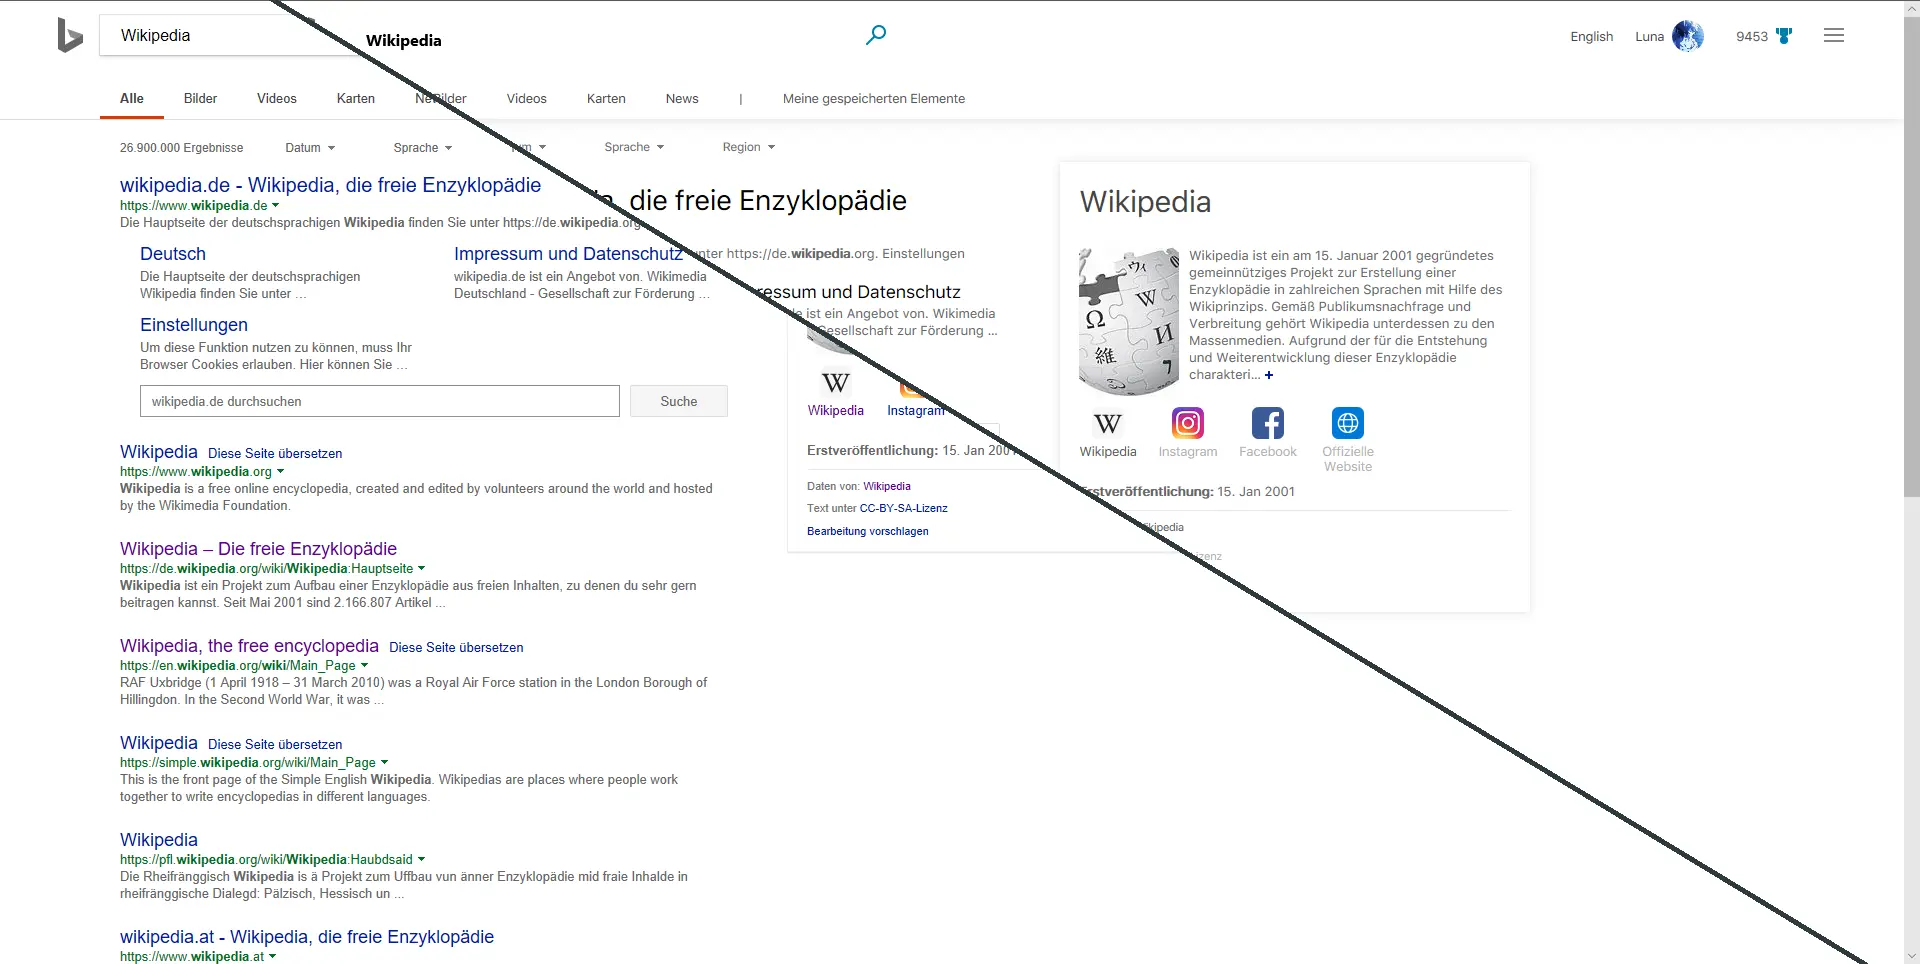 Wikipedia
Wikipedia
English Luna 9453
Alle Bilder Videos Karten Videos Karten News | Meine gespeicherten Elemente
26.900.000 Ergebnisse Datum Sprache Sprache Region
wikipedia.de - Wikipedia, die freie Enzyklopädie
https://www.wikipedia.de
Die Hauptseite der deutschsprachigen Wikipedia finden Sie unter https://de.wikipedia.org
Deutsch
Die Hauptseite der deutschsprachigen
Wikipedia finden Sie unter ...
Impressum und Datenschutz
wikipedia.de ist ein Angebot von. Wikimedia
Deutschland - Gesellschaft zur Förderung ...
Einstellungen
Um diese Funktion nutzen zu können, muss Ihr
Browser Cookies erlauben. Hier können Sie ...
wikipedia.de durchsuchen Suche
Wikipedia Diese Seite übersetzen
https://www.wikipedia.org
Wikipedia is a free online encyclopedia, created and edited by volunteers around the world and hosted
by the Wikimedia Foundation.
Wikipedia – Die freie Enzyklopädie
https://de.wikipedia.org/wiki/Wikipedia:Hauptseite
Wikipedia ist ein Projekt zum Aufbau einer Enzyklopädie aus freien Inhalten, zu denen du sehr gern
beitragen kannst. Seit Mai 2001 sind 2.166.807 Artikel ...
Wikipedia, the free encyclopedia Diese Seite übersetzen
https://en.wikipedia.org/wiki/Main_Page
RAF Uxbridge (1 April 1918 – 31 March 2010) was a Royal Air Force station in the London Borough of
Hillingdon. In the Second World War, it was ...
Wikipedia Diese Seite übersetzen
https://simple.wikipedia.org/wiki/Main_Page
This is the front page of the Simple English Wikipedia. Wikipedias are places where people work
together to write encyclopedias in different languages.
Wikipedia
https://pfl.wikipedia.org/wiki/Wikipedia:Haubdsaid
Die Rheifränggisch Wikipedia is ä Projekt zum Uffbau vun änner Enzyklopädie mid fraie Inhalde in
rheifränggische Dialegd: Pälzisch, Hessisch un ...
wikipedia.at - Wikipedia, die freie Enzyklopädie
https://www.wikipedia.at
die freie Enzyklopädie
unter https://de.wikipedia.org. Einstellungen
ressum und Datenschutz
ist ein Angebot von. Wikimedia
Gesellschaft zur Förderung ...
W
Wikipedia Instagram
Erstveröffentlichung: 15. Jan 2001
Daten von: Wikipedia
Text unter CC-BY-SA-Lizenz
Bearbeitung vorschlagen
Wikipedia
Wikipedia ist ein am 15. Januar 2001 gegründetes
gemeinnütziges Projekt zur Erstellung einer
Enzyklopädie in zahlreichen Sprachen mit Hilfe des
Wikiprinzips. Gemäß Publikumsnachfrage und
Verbreitung gehört Wikipedia unterdessen zu den
Massenmedien. Aufgrund der für die Entstehung
und Weiterentwicklung dieser Enzyklopädie
charakteri... +
Ω W И 維
W
Wikipedia Instagram Facebook Offizielle
Website
Erstveröffentlichung: 15. Jan 2001
kipedia
izenz